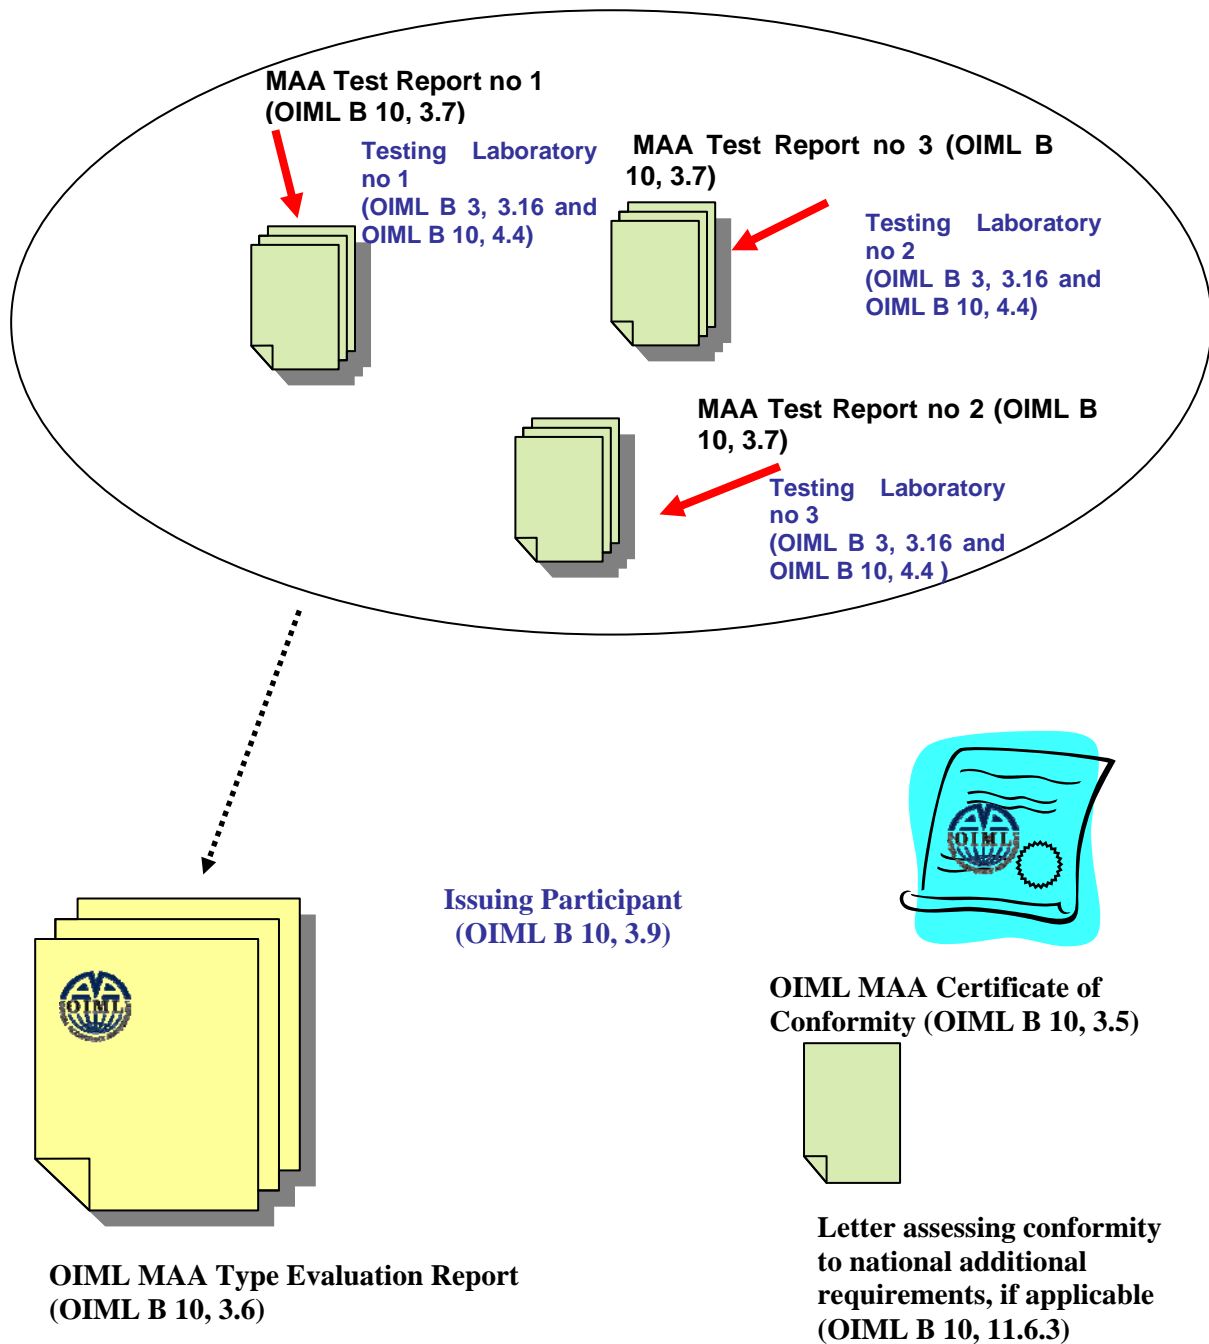 MAA Test Report no 1
(OIML B 10, 3.7)
Testing Laboratory
no 1
(OIML B 3, 3.16 and
OIML B 10, 4.4)
MAA Test Report no 3 (OIML B
10, 3.7)
Testing Laboratory
no 2
(OIML B 3, 3.16 and
OIML B 10, 4.4)
MAA Test Report no 2 (OIML B
10, 3.7)
Testing Laboratory
no 3
(OIML B 3, 3.16 and
OIML B 10, 4.4 )
OIML
Issuing Participant
(OIML B 10, 3.9)
OIML
OIML MAA Certificate of
Conformity (OIML B 10, 3.5)
Letter assessing conformity
to national additional
requirements, if applicable
(OIML B 10, 11.6.3)
OIML MAA Type Evaluation Report
(OIML B 10, 3.6)